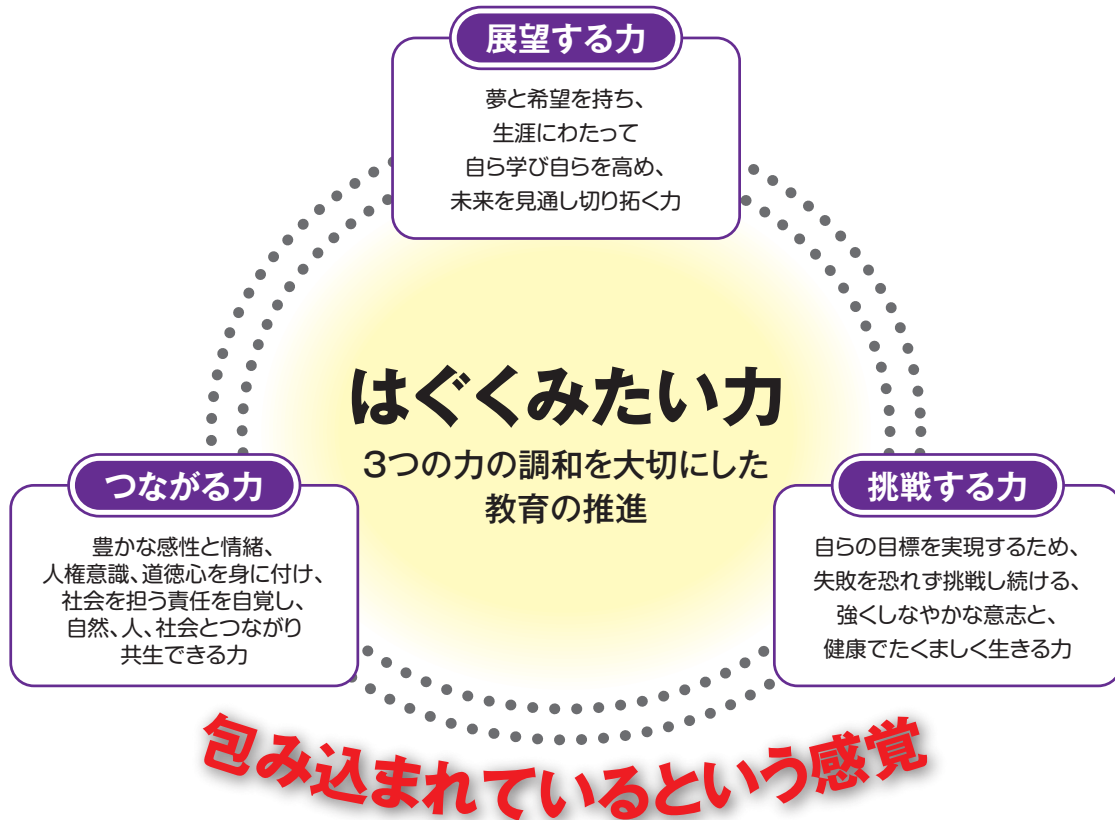 展望する力
夢と希望を持ち、
生涯にわたって
自ら学び自らを高め、
未来を見通し切り拓く力
はぐくみたい力
3つの力の調和を大切にした
教育の推進
つながる力
豊かな感性と情緒、
人権意識、道徳心を身に付け、
社会を担う責任を自覚し、
自然、人、社会とつながり
共生できる力
挑戦する力
自らの目標を実現するため、
失敗を恐れず挑戦し続ける、
強くしなやかな意志と、
健康でたくましく生きる力
包み込まれているという感覚